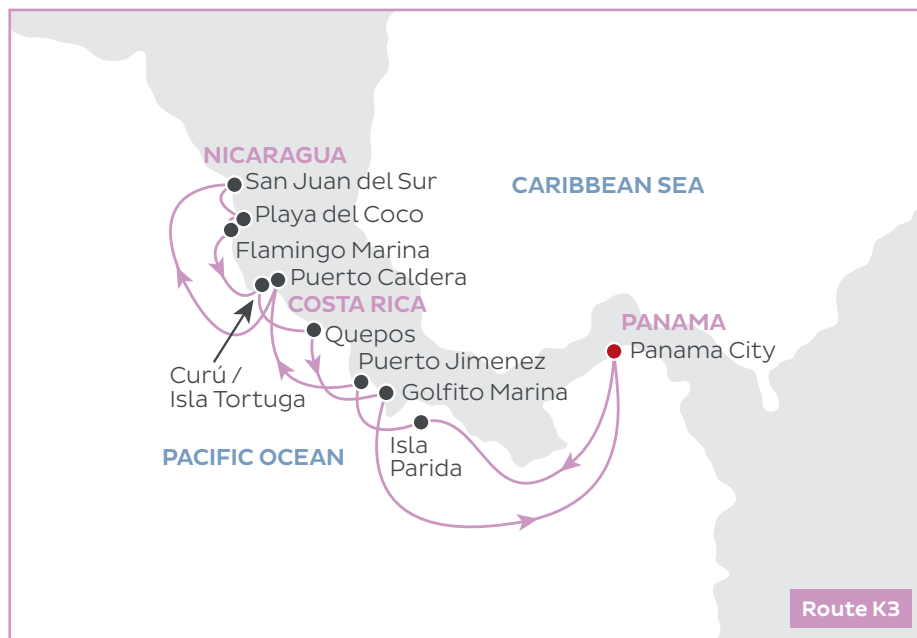 NICARAGUA
San Juan del Sur
CARIBBEAN SEA
Playa del Coco
Flamingo Marina
Puerto Caldera
COSTA RICA
PANAMA
Quepos
Panama City
Puerto Jimenez
Curú /
Isla Tortuga
Golfito Marina
Isla
Parida
PACIFIC OCEAN
Route K3